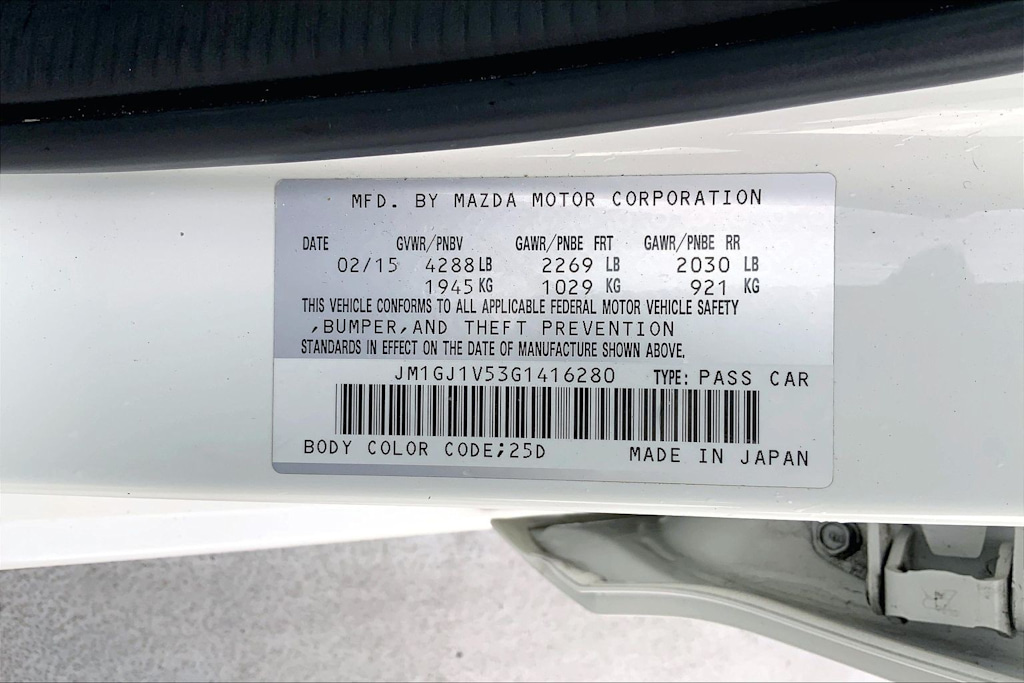 MFD. BY MAZDA MOTOR CORPORATION
DATE GVWR/PNBV GAWR/PNBE FRT GAWR/PNBE RR
02/15 4288 LB 2269 LB 2030 LB
1945 KG 1029 KG 921 KG
THIS VEHICLE CONFORMS TO ALL APPLICABLE FEDERAL MOTOR VEHICLE SAFETY
,BUMPER,AND THEFT PREVENTION
STANDARDS IN EFFECT ON THE DATE OF MANUFACTURE SHOWN ABOVE.
JM1GJ1V53G1416280 TYPE: PASS CAR
BODY COLOR CODE;25D MADE IN JAPAN